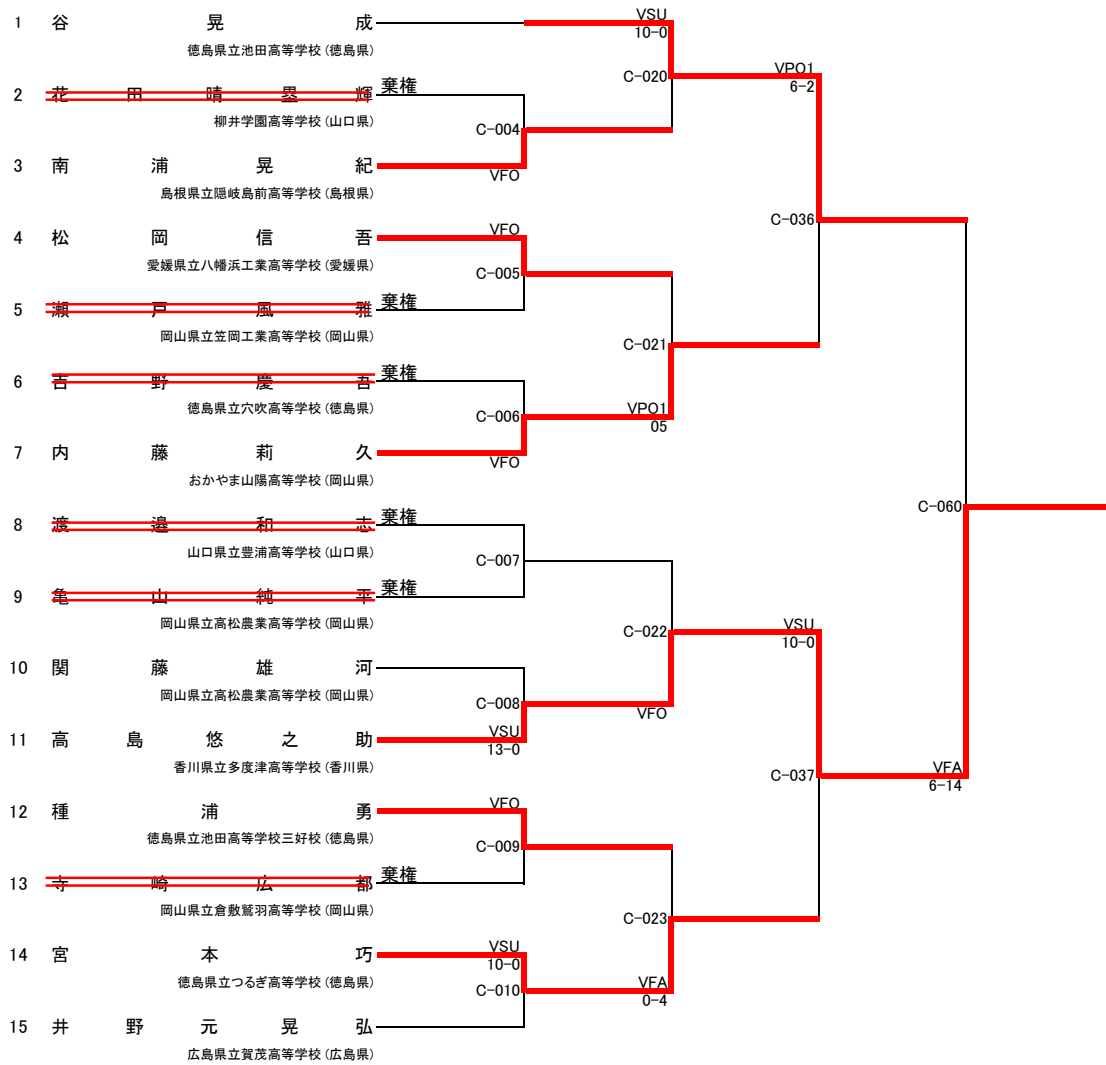 1 谷 晃 成
徳島県立池田高等学校(徳島県)
2 花 田 晴 塁 輝 棄権
柳井学園高等学校(山口県)
3 南 浦 晃 紀
島根県立隠岐島前高等学校(島根県)
4 松 岡 信 吾
愛媛県立八幡浜工業高等学校(愛媛県)
5 瀬 戸 風 雅 棄権
岡山県立笠岡工業高等学校(岡山県)
6 吉 野 慶 吾 棄権
徳島県立穴吹高等学校(徳島県)
7 内 藤 莉 久
おかやま山陽高等学校(岡山県)
8 渡 邉 和 志 棄権
山口県立豊浦高等学校(山口県)
9 亀 山 純 平 棄権
岡山県立高松農業高等学校(岡山県)
10 関 藤 雄 河
岡山県立高松農業高等学校(岡山県)
11 高 島 悠 之 助
香川県立多度津高等学校(香川県)
12 種 浦 勇
徳島県立池田高等学校三好校(徳島県)
13 寺 崎 広 都 棄権
岡山県立倉敷鷲羽高等学校(岡山県)
14 宮 本 巧
徳島県立つるぎ高等学校(徳島県)
15 井 野 元 晃 弘
広島県立賀茂高等学校(広島県)
C-004
VFO
VFO
C-005
C-006
VFO
C-007
C-008
VSU
13-0
VFO
C-009
VSU
10-0
C-010
VSU
10-0
C-020
C-021
VPO1
05
C-022
VFO
C-023
VFA
0-4
VPO1
6-2
C-036
VSU
10-0
C-037
C-060
VFA
6-14